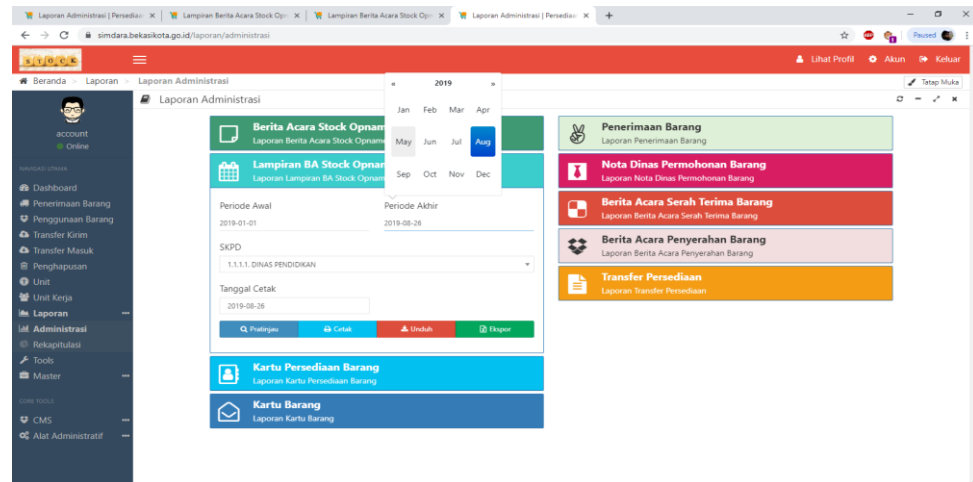 Laporan Administrasi | Persediaan
Lampiran Berita Acara Stock Opn
Lampiran Berita Acara Stock Opn
Laporan Administrasi | Persediaan
simdara.bekasikota.go.id/laporan/administrasi
Paused
STOCK
Lihat Profil Akun Keluar
Beranda > Laporan > Laporan Administrasi
Tatap Muka
account
Online
NAVIGASI UTAMA
Dashboard
Penerimaan Barang
Penggunaan Barang
Transfer Kirim
Transfer Masuk
Penghapusan
Unit
Unit Kerja
Laporan
Administrasi
Rekapitulasi
Tools
Master
CORE TOOLS
CMS
Alat Administratif
Laporan Administrasi
Berita Acara Stock Opnam
Laporan Berita Acara Stock Opnam
Lampiran BA Stock Opnam
Laporan Lampiran BA Stock Opnam
« 2019 »
Jan Feb Mar Apr
May Jun Jul Aug
Sep Oct Nov Dec
Periode Awal Periode Akhir
2019-01-01 2019-08-26
SKPD
1.1.1.1. DINAS PENDIDIKAN
Tanggal Cetak
2019-08-26
Pratinjau Cetak Unduh Ekspor
Kartu Persediaan Barang
Laporan Kartu Persediaan Barang
Kartu Barang
Laporan Kartu Barang
Penerimaan Barang
Laporan Penerimaan Barang
Nota Dinas Permohonan Barang
Laporan Nota Dinas Permohonan Barang
Berita Acara Serah Terima Barang
Laporan Berita Acara Serah Terima Barang
Berita Acara Penyerahan Barang
Laporan Berita Acara Penyerahan Barang
Transfer Persediaan
Laporan Transfer Persediaan